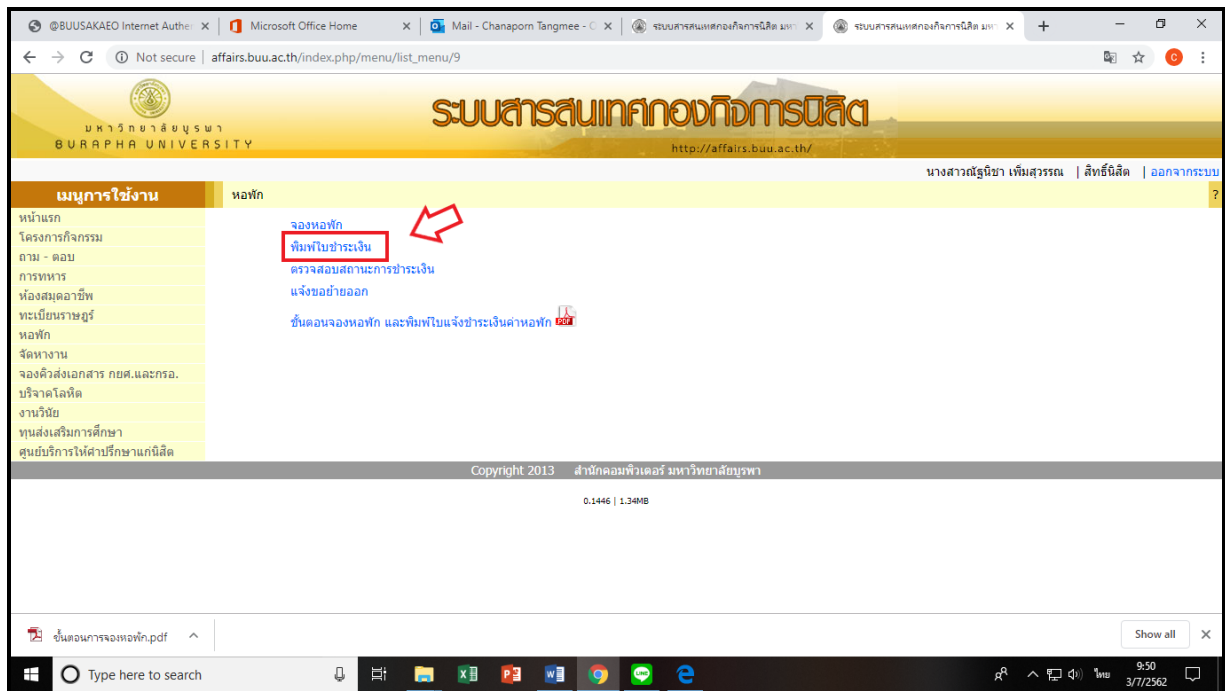 @BUUSAKAEO Internet Auther
Microsoft Office Home
Mail - Chanaporn Tangmee - O
ระบบสารสนเทศกองกิจการนิสิต มหา
ระบบสารสนเทศกองกิจการนิสิต มหา
Not secure | affairs.buu.ac.th/index.php/menu/list_menu/9
C
มหาวิทยาลัยบูรพา
BURAPHA UNIVERSITY
ระบบสารสนเทศกองกิจการนิสิต
http://affairs.buu.ac.th/
นางสาวณัฐนิชา เพิ่มสุวรรณ | สิทธิ์นิสิต | ออกจากระบบ
เมนูการใช้งาน
หอพัก
?
หน้าแรก
โครงการกิจกรรม
ถาม - ตอบ
การทหาร
ห้องสมุดอาชีพ
ทะเบียนราษฎร์
หอพัก
จัดหางาน
จองคิวส่งเอกสาร กยศ.และกรอ.
บริจาคโลหิต
งานวินัย
ทุนส่งเสริมการศึกษา
ศูนย์บริการให้คำปรึกษาแก่นิสิต
จองหอพัก
พิมพ์ใบชำระเงิน
ตรวจสอบสถานะการชำระเงิน
แจ้งขอย้ายออก
ขั้นตอนจองหอพัก และพิมพ์ใบแจ้งชำระเงินค่าหอพัก
PDF
Copyright 2013 สำนักคอมพิวเตอร์ มหาวิทยาลัยบูรพา
0.1446 | 1.34MB
ขั้นตอนการจองหอพัก.pdf
Show all
Type here to search
LINE
ไทย
9:50
3/7/2562